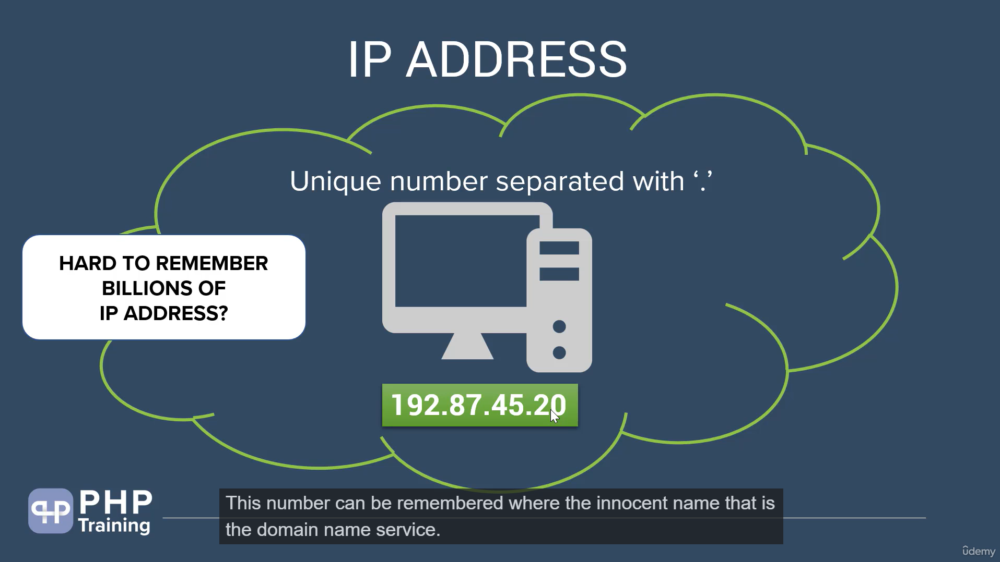 IP ADDRESS
Unique number separated with ‘.’
HARD TO REMEMBER
BILLIONS OF
IP ADDRESS?
192.87.45.20
PHP
Training
This number can be remembered where the innocent name that is
the domain name service.
udemy